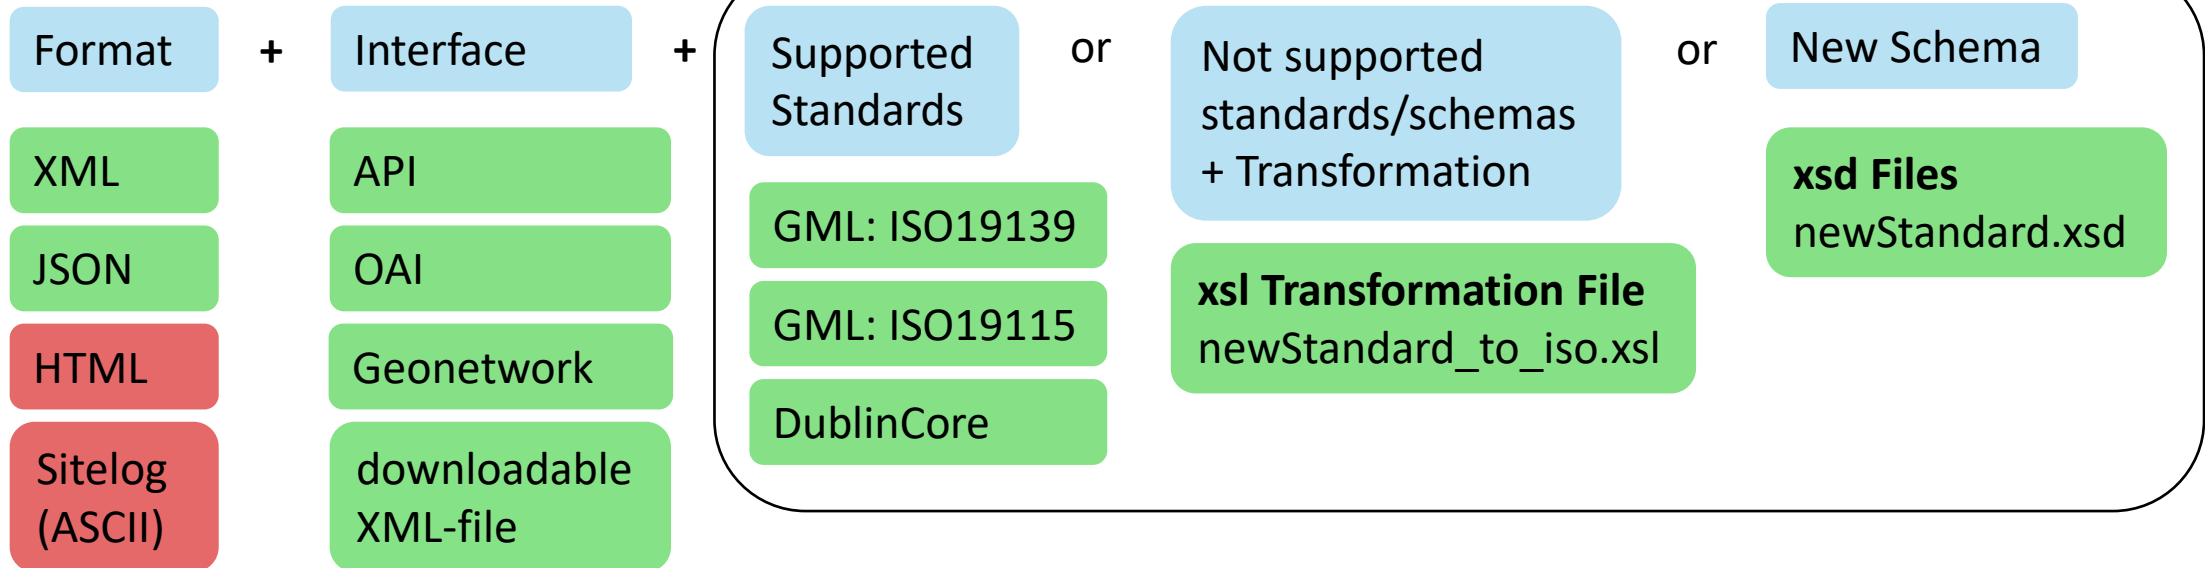 Format
+
Interface
+
Supported
Standards
or
Not supported
standards/schemas
+ Transformation
or
New Schema
XML
JSON
HTML
Sitelog
(ASCII)
API
OAI
Geonetwork
downloadable
XML-file
GML: ISO19139
GML: ISO19115
DublinCore
xsl Transformation File
newStandard_to_iso.xsl
xsd Files
newStandard.xsd